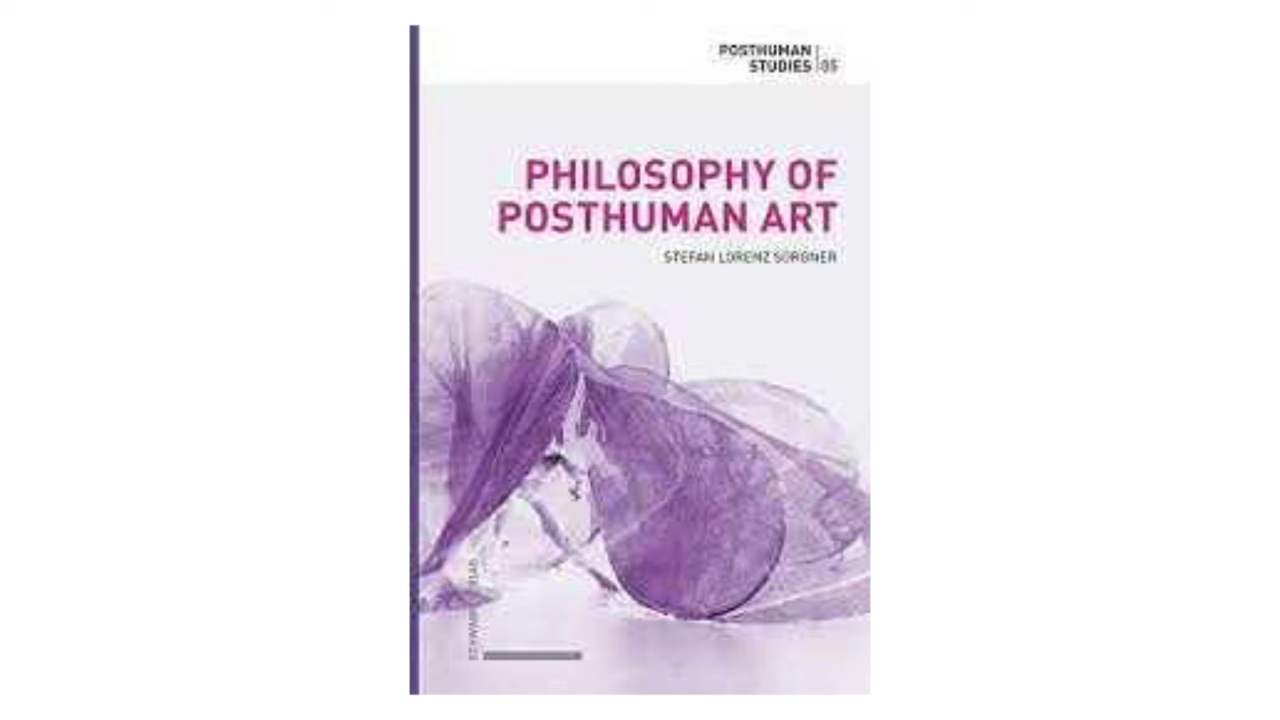 POSTHUMAN
STUDIES | 05
PHILOSOPHY OF
POSTHUMAN ART
STEFAN LORENZ SORGNER